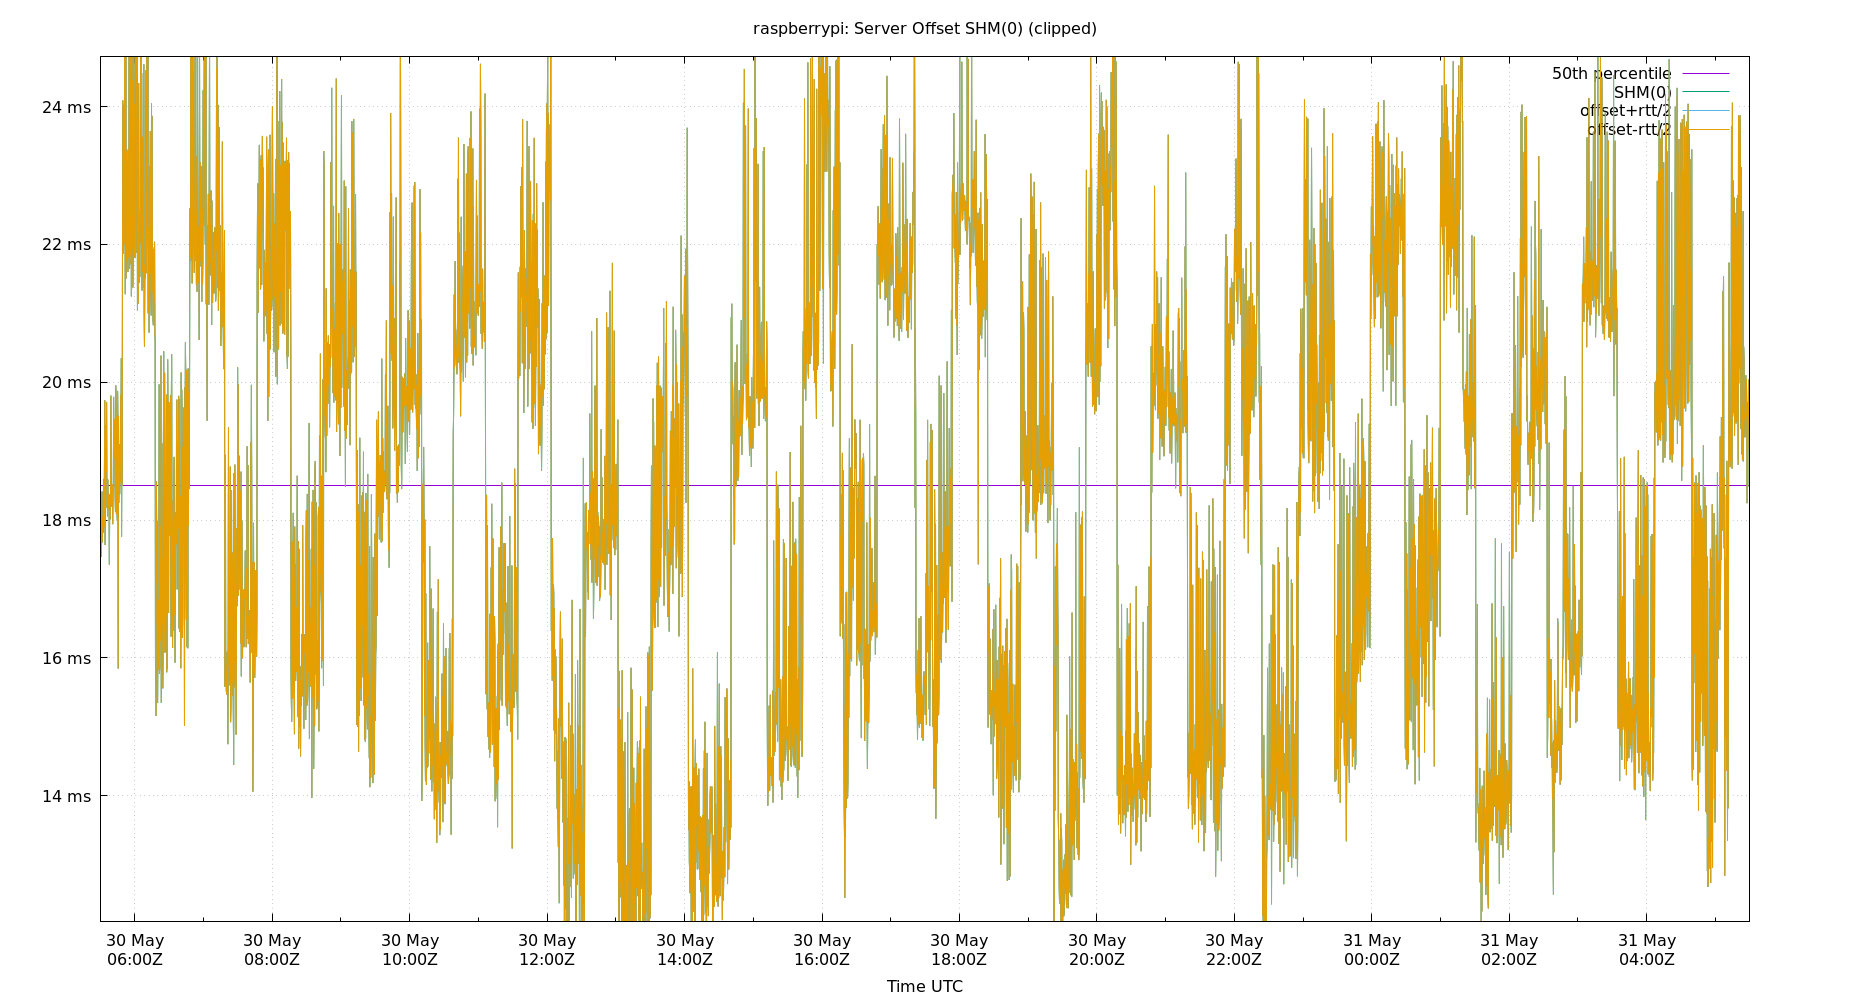 raspberrypi: Server Offset SHM(0) (clipped)
50th percentile
SHM(0)
offset+rtt/2
offset-rtt/2
24 ms
22 ms
20 ms
18 ms
16 ms
14 ms
30 May 30 May 30 May 30 May 30 May 30 May 30 May 30 May 30 May 31 May 31 May 31 May
06:00Z 08:00Z 10:00Z 12:00Z 14:00Z 16:00Z 18:00Z 20:00Z 22:00Z 00:00Z 02:00Z 04:00Z
Time UTC